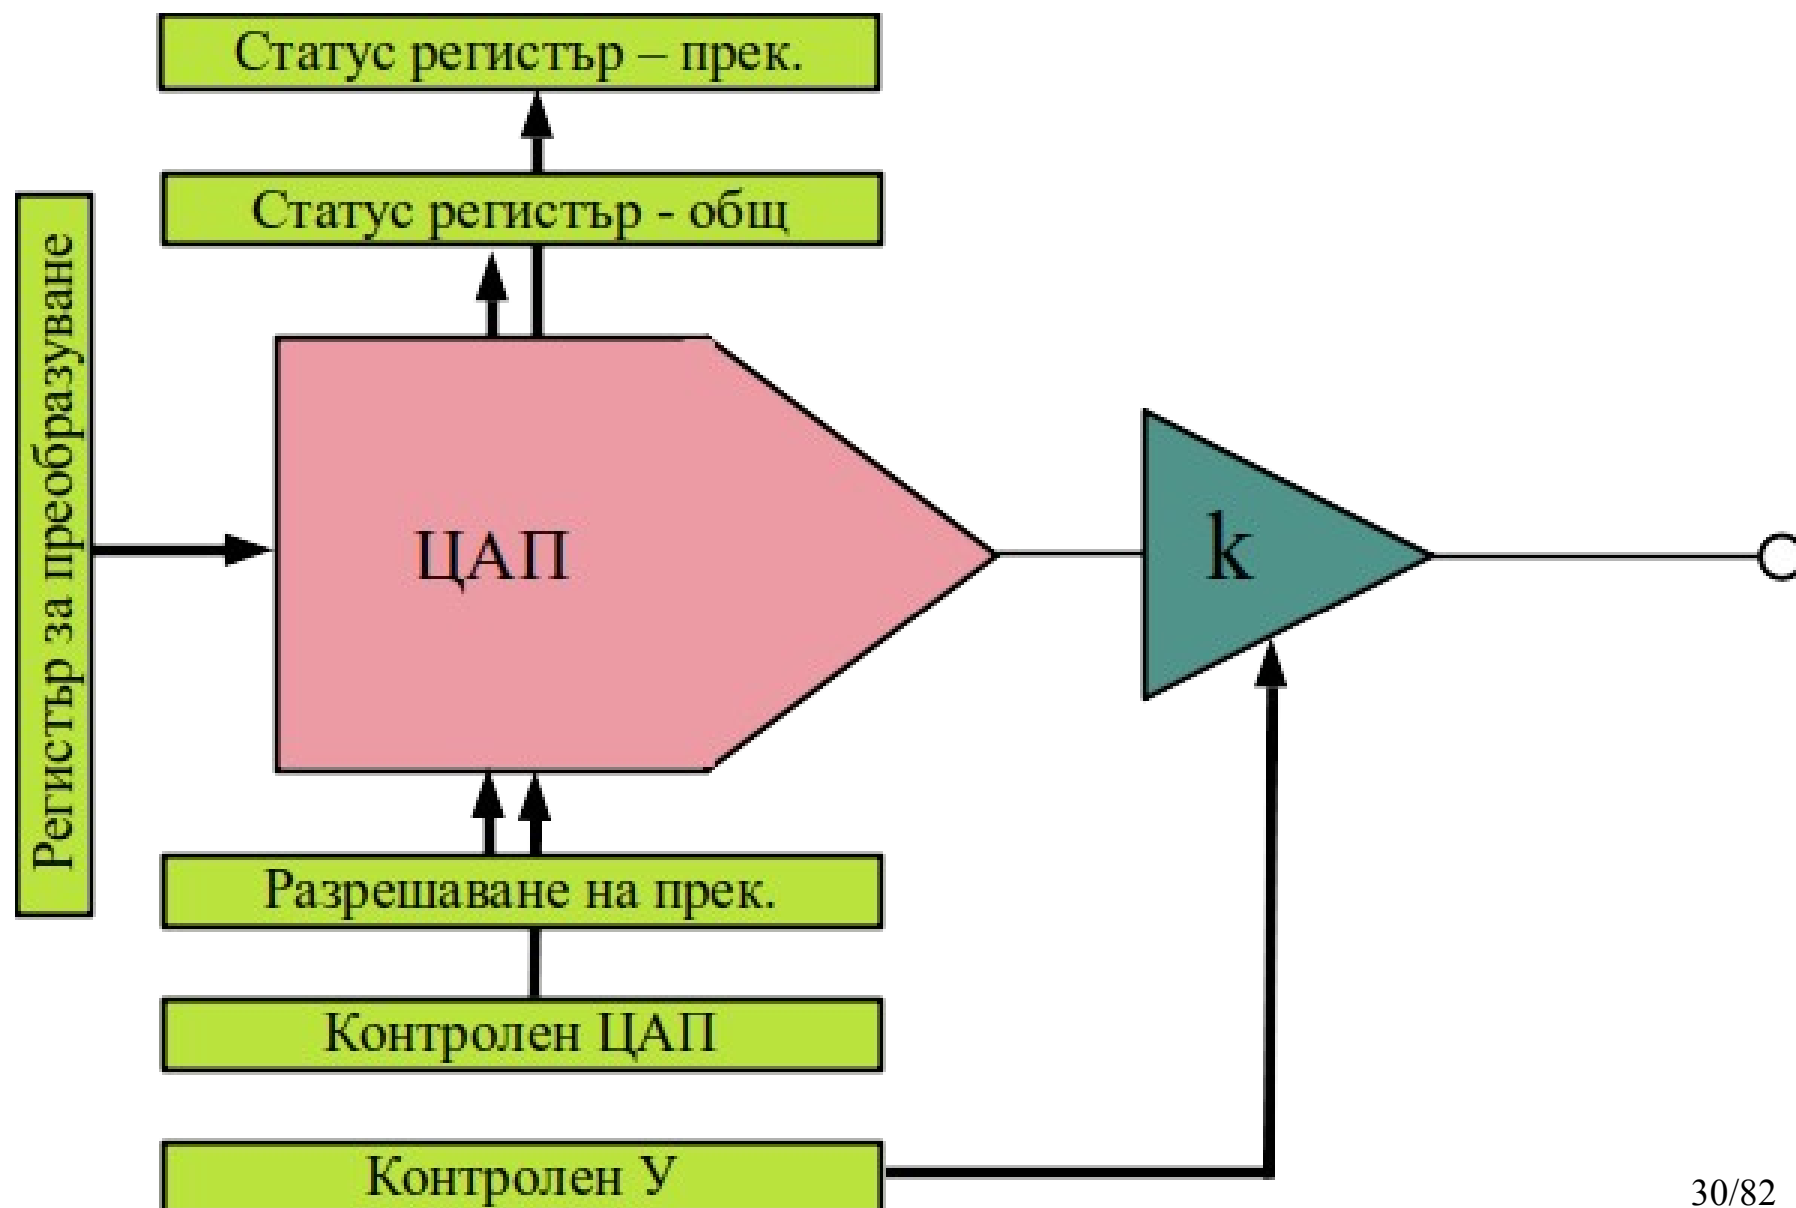 Статус регистър – прек.
Статус регистър - общ
Регистър за преобразуване
ЦАП
k
Разрешаване на прек.
Контролен ЦАП
Контролен У
30/82